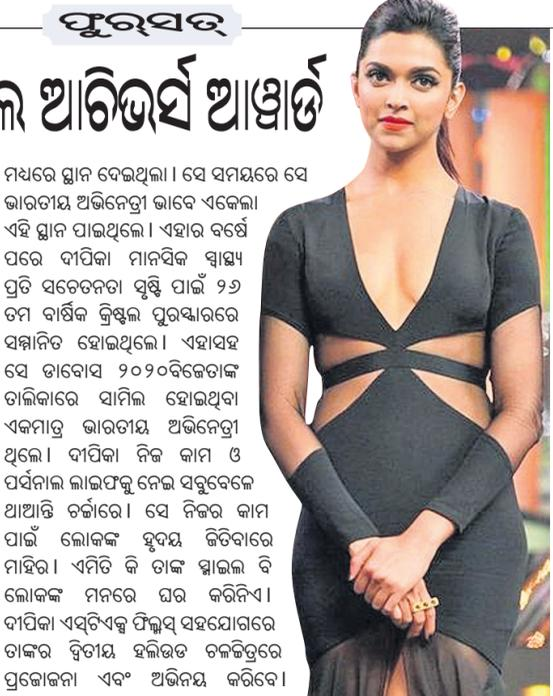 ଫୁର୍‌ସତ୍
ଲ ଆଚିଭର୍ସ ଆୱାର୍ଡ
ମଧ୍ୟରେ ସ୍ଥାନ ଦେଇଥିଲା । ସେ ସମୟରେ ସେ
ଭାରତୀୟ ଅଭିନେତ୍ରୀ ଭାବେ ଏକେଲା
ଏହି ସ୍ଥାନ ପାଇଥିଲେ । ଏହାର ବର୍ଷେ
ପରେ ଦୀପିକା ମାନସିକ ସ୍ୱାସ୍ଥ୍ୟ
ପ୍ରତି ସଚେତନତା ସୃଷ୍ଟି ପାଇଁ ୨୬
ତମ ବାର୍ଷିକ କ୍ରିଷ୍ଟଲ ପୁରସ୍କାରରେ
ସମ୍ମାନିତ ହୋଇଥିଲେ । ଏହାସହ
ସେ ଡାବୋସ ୨୦୨୦ବିଜେତାଙ୍କ
ତାଲିକାରେ ସାମିଲ ହୋଇଥିବା
ଏକମାତ୍ର ଭାରତୀୟ ଅଭିନେତ୍ରୀ
ଥିଲେ । ଦୀପିକା ନିଜ କାମ ଓ
ପର୍ସନାଲ ଲାଇଫକୁ ନେଇ ସବୁବେଳେ
ଥାଆନ୍ତି ଚର୍ଚ୍ଚାରେ । ସେ ନିଜର କାମ
ପାଇଁ ଲୋକଙ୍କ ହୃଦୟ ଜିତିବାରେ
ମାହିର । ଏମିତି କି ତାଙ୍କ ସ୍ମାଇଲ ବି
ଲୋକଙ୍କ ମନରେ ଘର କରିନିଏ ।
ଦୀପିକା ଏସ୍‌ଟିଏକ୍ସ ଫିଲ୍ମସ୍ ସହଯୋଗରେ
ତାଙ୍କର ଦ୍ୱିତୀୟ ହଲିଉଡ ଚଳଚ୍ଚିତ୍ରରେ
ପ୍ରଯୋଜନା ଏବଂ ଅଭିନୟ କରିବେ ।